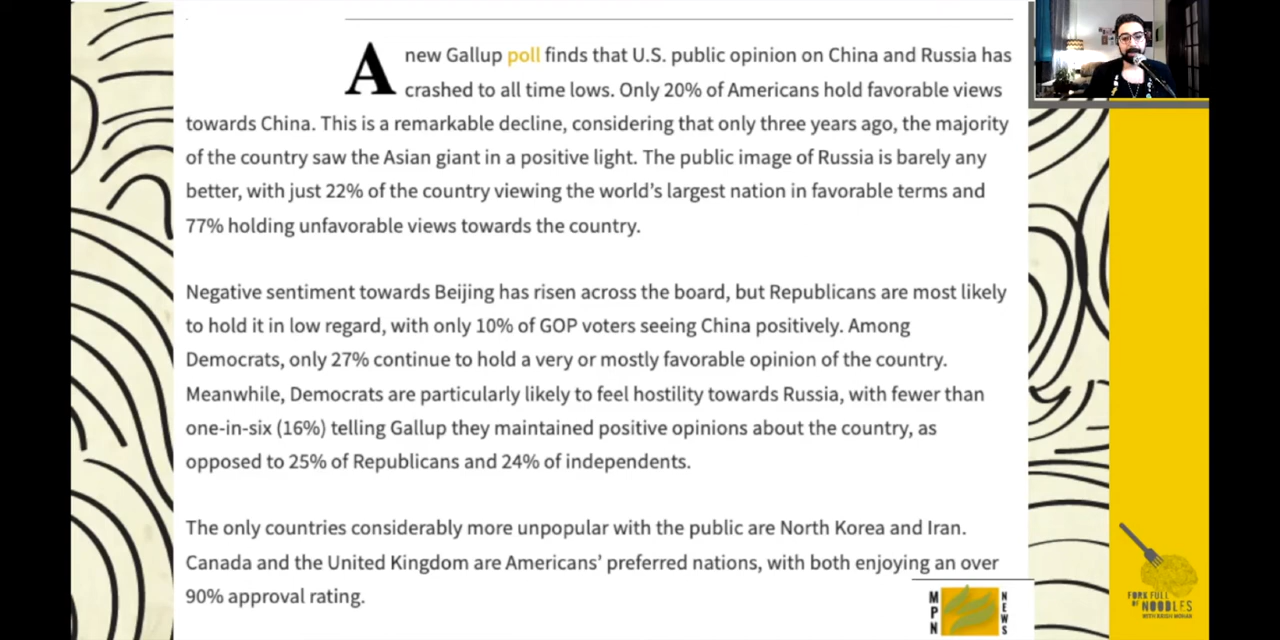 A new Gallup poll finds that U.S. public opinion on China and Russia has
crashed to all time lows. Only 20% of Americans hold favorable views
towards China. This is a remarkable decline, considering that only three years ago, the majority
of the country saw the Asian giant in a positive light. The public image of Russia is barely any
better, with just 22% of the country viewing the world's largest nation in favorable terms and
77% holding unfavorable views towards the country.
Negative sentiment towards Beijing has risen across the board, but Republicans are most likely
to hold it in low regard, with only 10% of GOP voters seeing China positively. Among
Democrats, only 27% continue to hold a very or mostly favorable opinion of the country.
Meanwhile, Democrats are particularly likely to feel hostility towards Russia, with fewer than
one-in-six (16%) telling Gallup they maintained positive opinions about the country, as
opposed to 25% of Republicans and 24% of independents.
The only countries considerably more unpopular with the public are North Korea and Iran.
Canada and the United Kingdom are Americans' preferred nations, with both enjoying an over
90% approval rating.
MPN
NEWS
FORK FULL
OF NOODLES